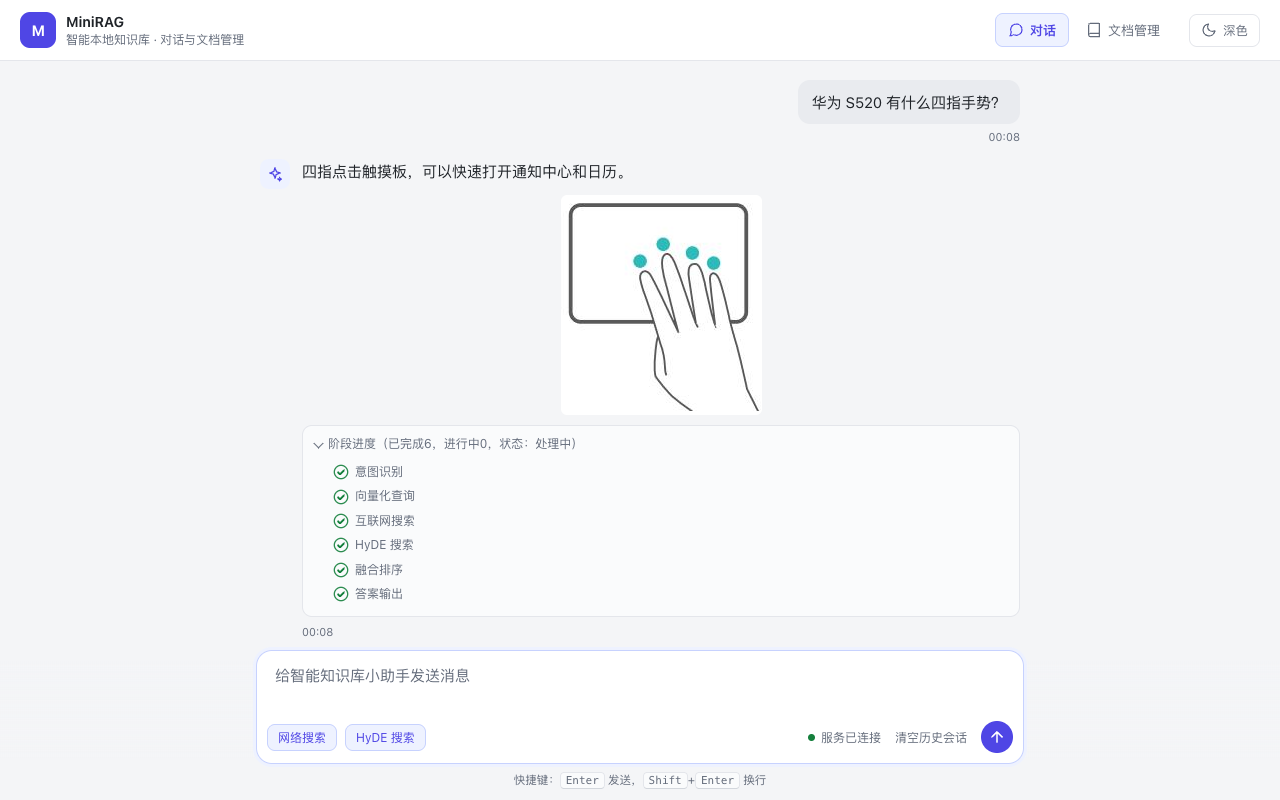 M
MiniRAG
智能本地知识库 · 对话与文档管理
对话
文档管理
深色
华为 S520 有什么四指手势?
00:08
四指点击触摸板，可以快速打开通知中心和日历。
阶段进度（已完成6，进行中0，状态：处理中）
意图识别
向量化查询
互联网搜索
HyDE 搜索
融合排序
答案输出
00:08
给智能知识库小助手发送消息
网络搜索
HyDE 搜索
服务已连接
清空历史会话
快捷键： Enter 发送， Shift+Enter 换行